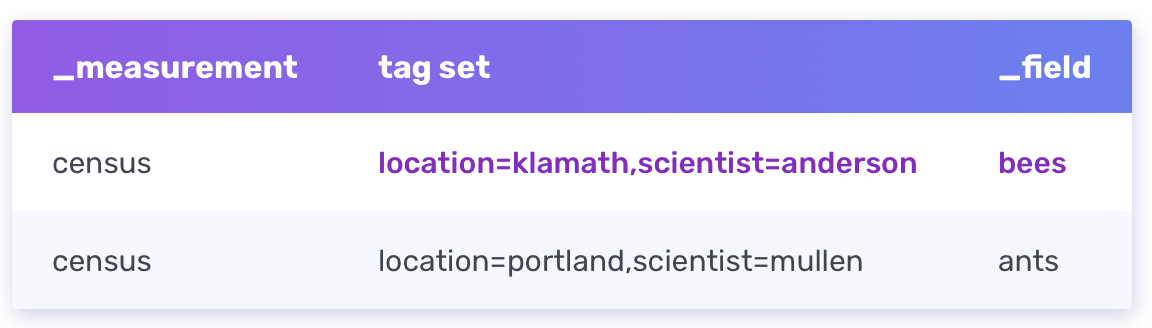 _measurement tag set _field
census location=klamath,scientist=anderson bees
census location=portland,scientist=mullen ants